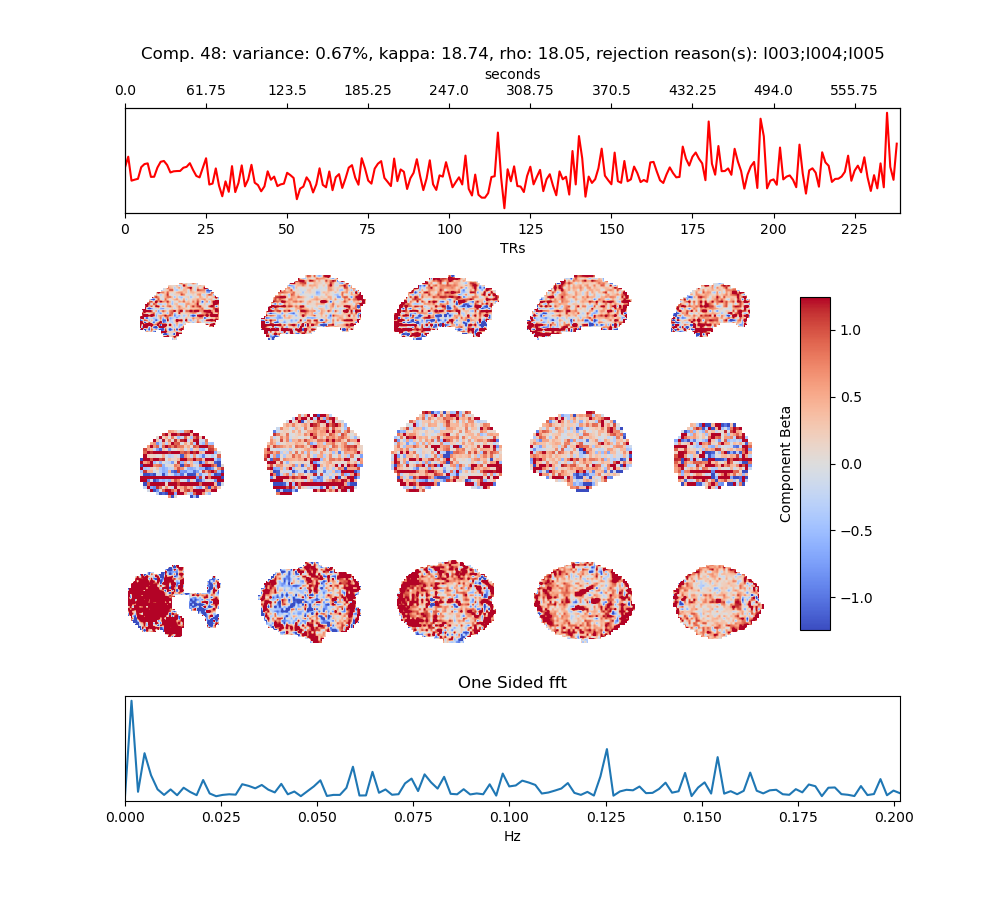 Comp. 48: variance: 0.67%, kappa: 18.74, rho: 18.05, rejection reason(s): I003;I004;I005
seconds
0.0 61.75 123.5 185.25 247.0 308.75 370.5 432.25 494.0 555.75
0 25 50 75 100 125 150 175 200 225
TRs
1.0
0.5
0.0
−0.5
−1.0
Component Beta
One Sided fft
0.000 0.025 0.050 0.075 0.100 0.125 0.150 0.175 0.200
Hz